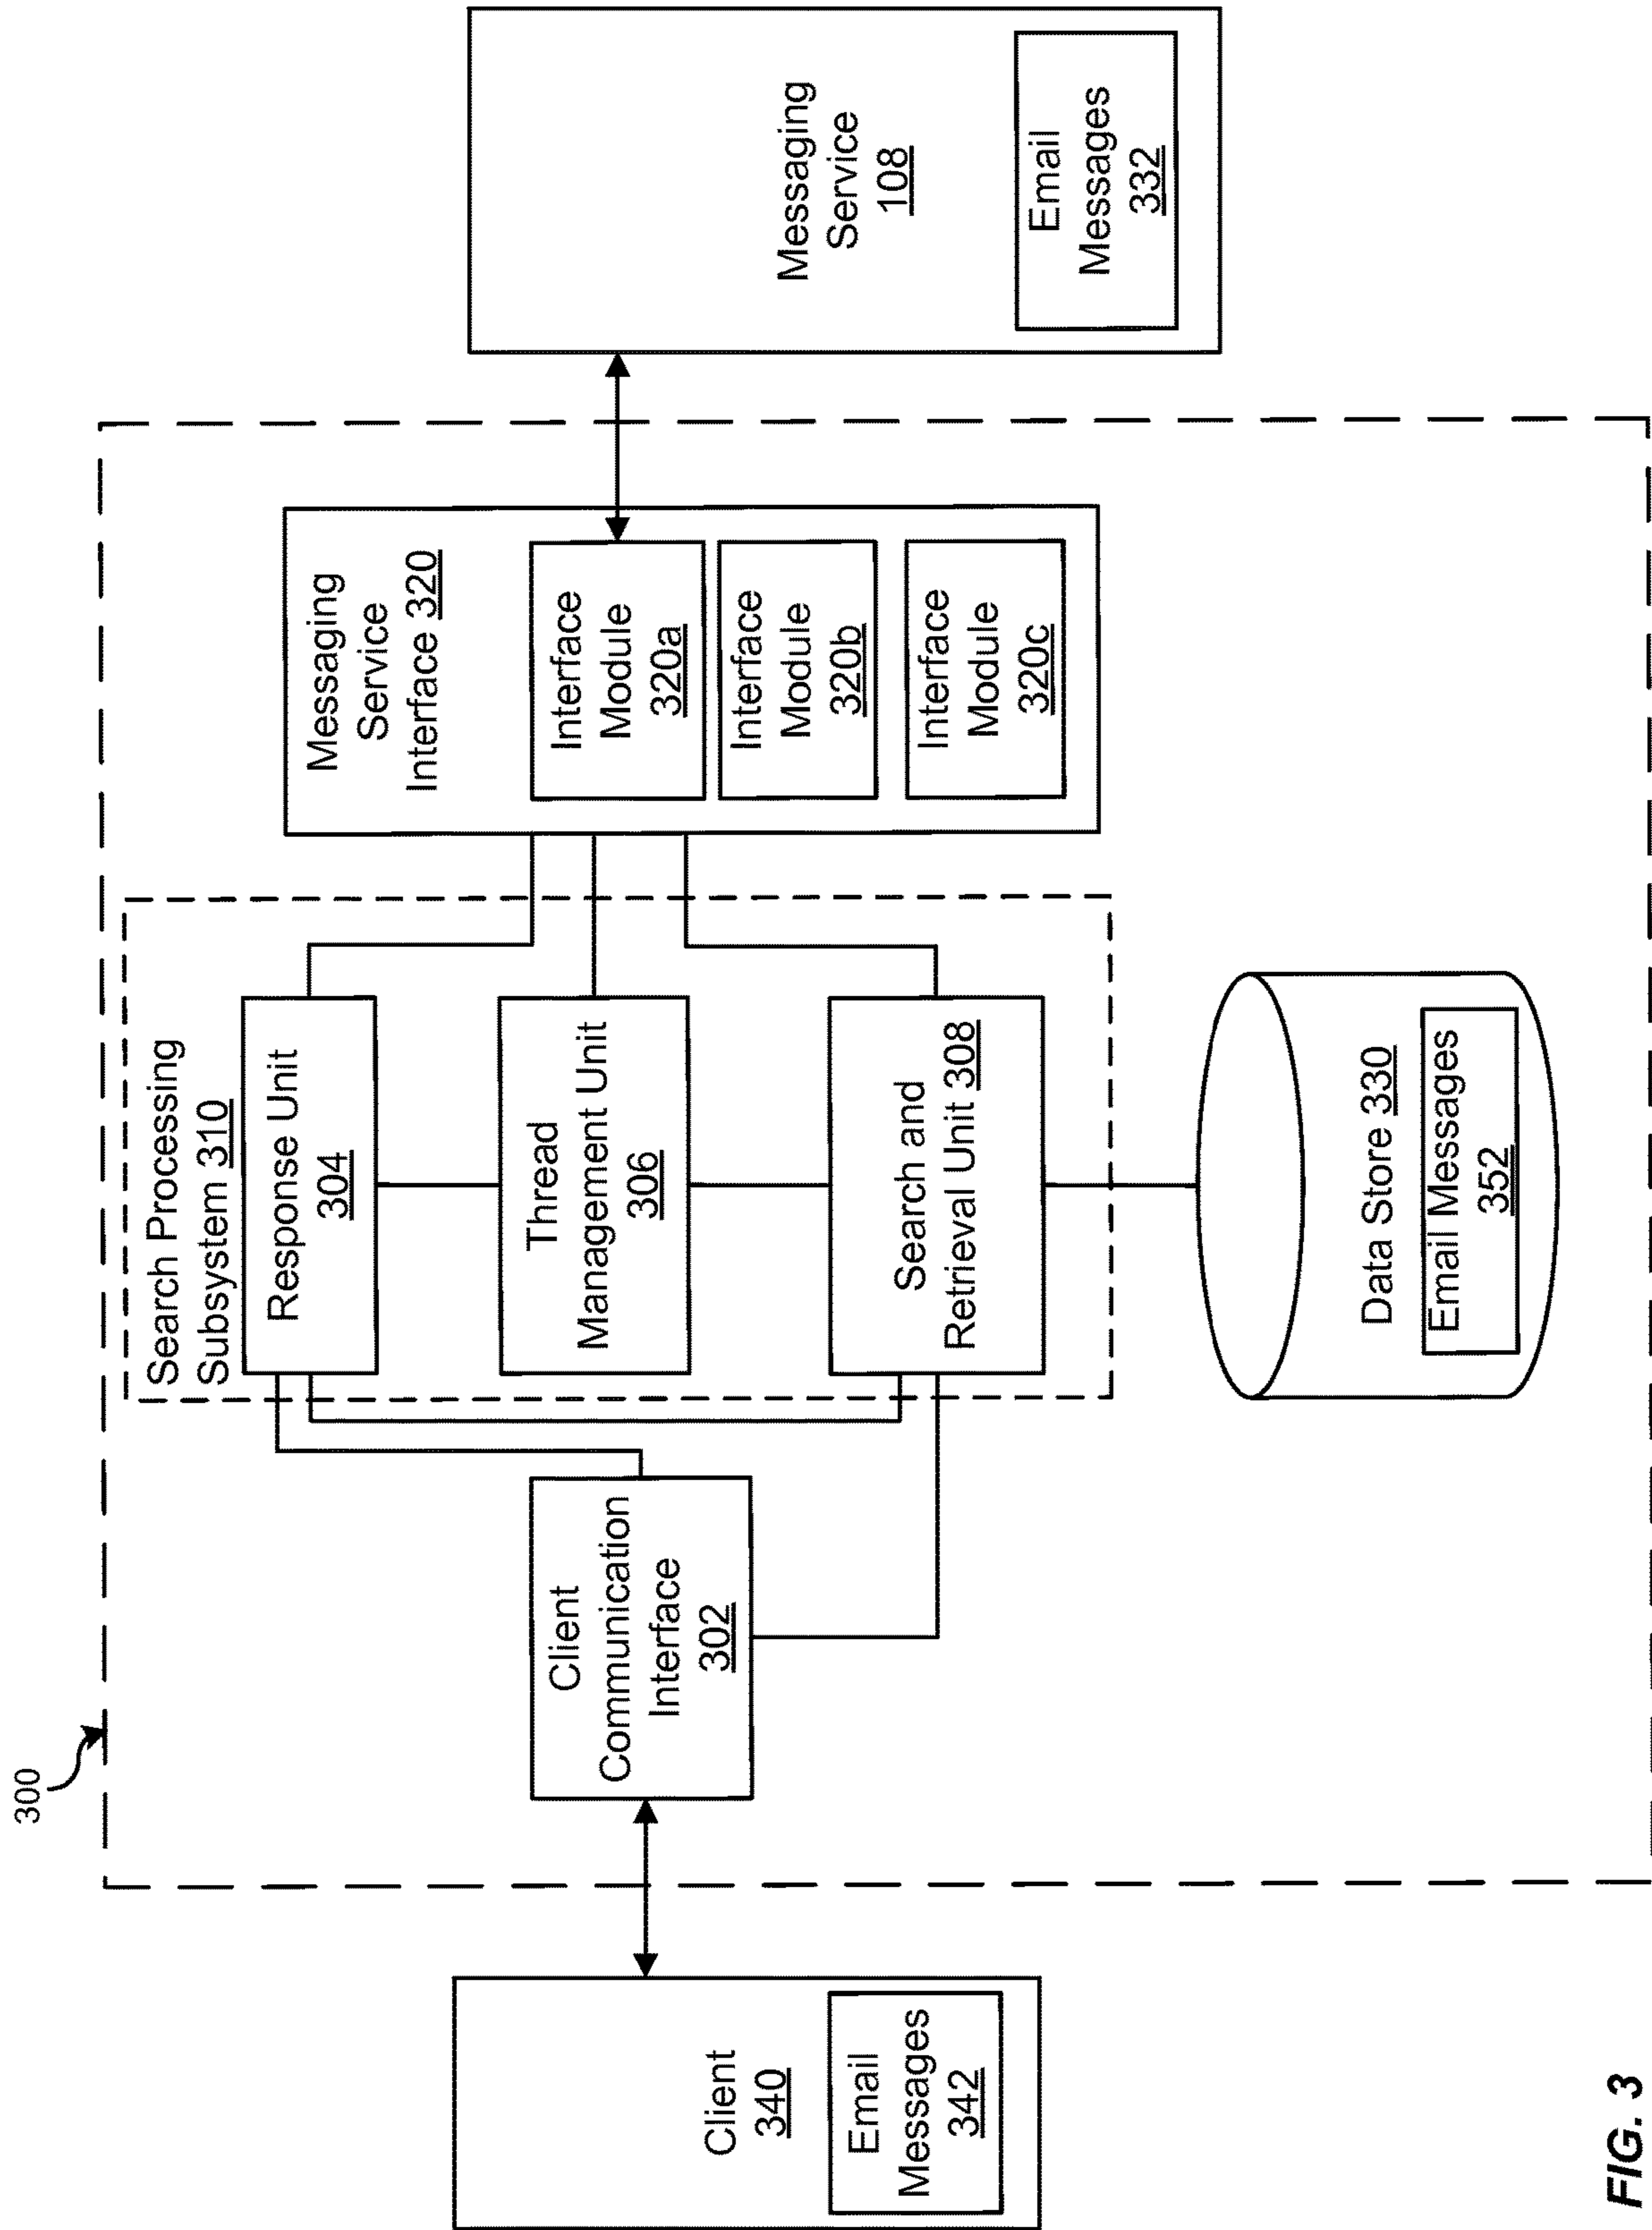 300
Client
340
Email
Messages
342
Client
Communication
Interface
302
Search Processing
Subsystem 310
Response Unit
304
Thread
Management Unit
306
Search and
Retrieval Unit 308
Data Store 330
Email Messages
352
Messaging
Service
Interface 320
Interface
Module
320a
Interface
Module
320b
Interface
Module
320c
Messaging
Service
108
Email
Messages
332
FIG. 3